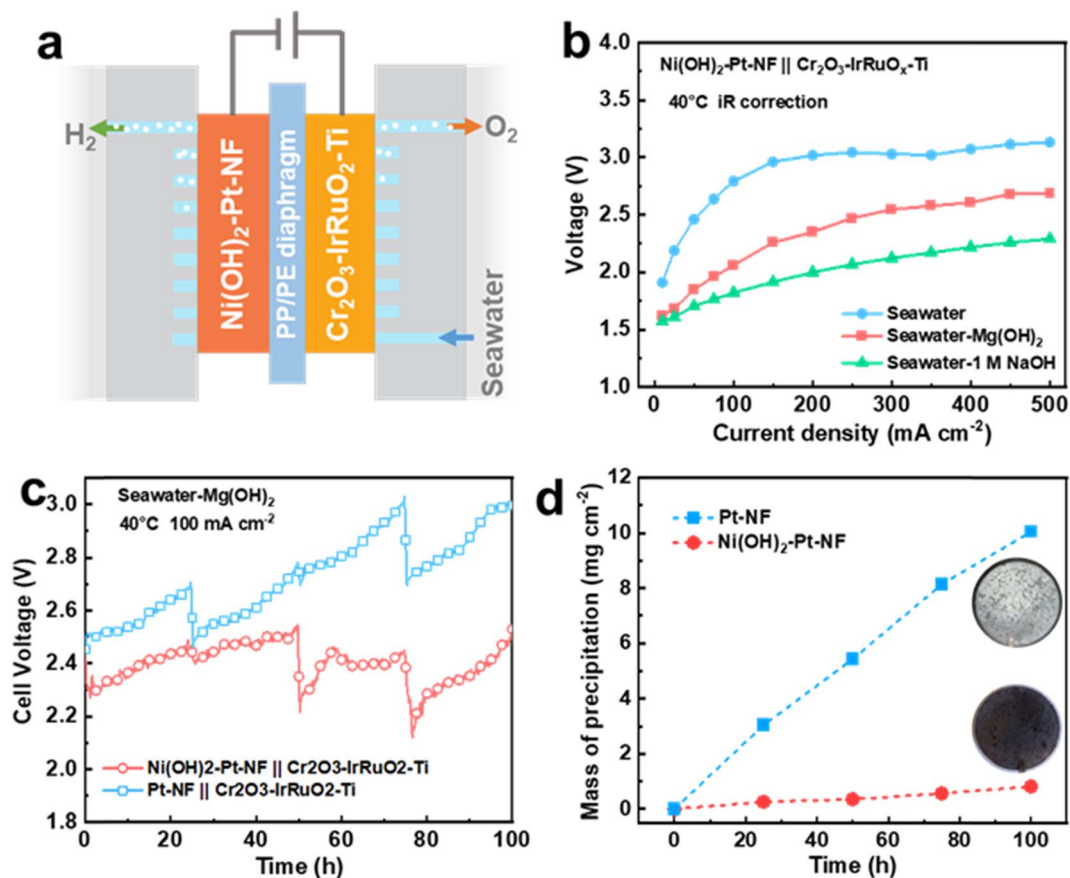 a
H2
O2
Ni(OH)2-Pt-NF
PP/PE diaphragm
Cr2O3-IrRuO2-Ti
Seawater
b
Ni(OH)2-Pt-NF || Cr2O3-IrRuOx-Ti
40°C iR correction
Voltage (V)
4.0
3.5
3.0
2.5
2.0
1.5
1.0
Seawater
Seawater-Mg(OH)2
Seawater-1 M NaOH
0 100 200 300 400 500
Current density (mA cm-2)
c
Seawater-Mg(OH)2
40°C 100 mA cm-2
Cell Voltage (V)
3.0
2.8
2.6
2.4
2.2
2.0
1.8
Ni(OH)2-Pt-NF || Cr2O3-IrRuO2-Ti
Pt-NF || Cr2O3-IrRuO2-Ti
0 20 40 60 80 100
Time (h)
d
Mass of precipitation (mg cm-2)
12
10
8
6
4
2
0
Pt-NF
Ni(OH)2-Pt-NF
0 20 40 60 80 100
Time (h)